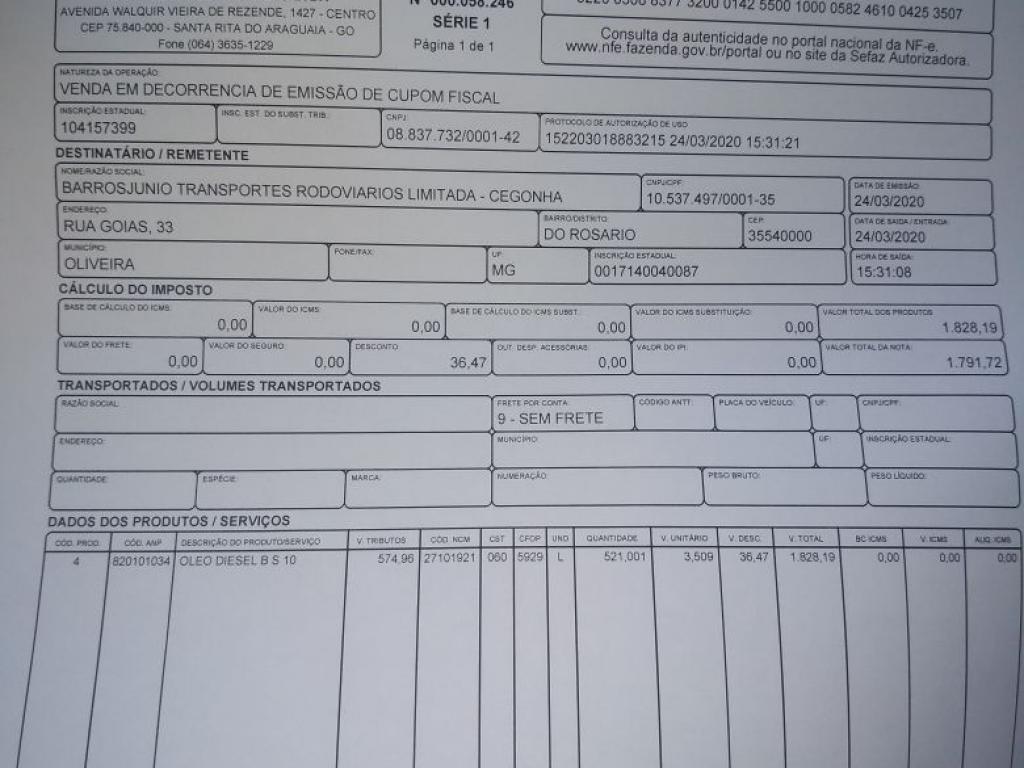 AVENIDA WALQUIR VIEIRA DE REZENDE, 1427 - CENTRO
CEP 75.840-000 - SANTA RITA DO ARAGUAIA - GO
Fone (064) 3635-1229
Nº 000.058.246
SÉRIE 1
Página 1 de 1
3200 0142 5500 1000 0582 4610 0425 3507
Consulta da autenticidade no portal nacional da NF-e.
www.nfe.fazenda.gov.br/portal ou no site da Sefaz Autorizadora.
NATUREZA DA OPERAÇÃO:
VENDA EM DECORRENCIA DE EMISSÃO DE CUPOM FISCAL
INSCRIÇÃO ESTADUAL: INSC. EST. DO SUBST. TRIB.: CNPJ: PROTOCOLO DE AUTORIZAÇÃO DE USO
104157399 08.837.732/0001-42 152203018883215 24/03/2020 15:31:21
DESTINATÁRIO / REMETENTE
NOME/RAZÃO SOCIAL: CNPJ/CPF: DATA DE EMISSÃO:
BARROSJUNIO TRANSPORTES RODOVIARIOS LIMITADA - CEGONHA 10.537.497/0001-35 24/03/2020
ENDEREÇO: BAIRRO/DISTRITO: CEP: DATA DE SAIDA / ENTRADA:
RUA GOIAS, 33 DO ROSARIO 35540000 24/03/2020
MUNICÍPIO: FONE/FAX: UF: INSCRIÇÃO ESTADUAL: HORA DE SAÍDA:
OLIVEIRA MG 0017140040087 15:31:08
CÁLCULO DO IMPOSTO
BASE DE CÁLCULO DO ICMS: VALOR DO ICMS: BASE DE CÁLCULO DO ICMS SUBST.: VALOR DO ICMS SUBSTITUIÇÃO: VALOR TOTAL DOS PRODUTOS
0,00 0,00 0,00 0,00 1.828,19
VALOR DO FRETE: VALOR DO SEGURO: DESCONTO: OUT. DESP. ACESSÓRIAS: VALOR DO IPI: VALOR TOTAL DA NOTA:
0,00 0,00 36,47 0,00 0,00 1.791,72
TRANSPORTADOS / VOLUMES TRANSPORTADOS
RAZÃO SOCIAL: FRETE POR CONTA: CÓDIGO ANTT: PLACA DO VEÍCULO: UF: CNPJ/CPF:
9 - SEM FRETE
ENDEREÇO: MUNICÍPIO: UF: INSCRIÇÃO ESTADUAL:
QUANTIDADE: ESPÉCIE: MARCA: NUMERAÇÃO: PESO BRUTO: PESO LÍQUIDO:
DADOS DOS PRODUTOS / SERVIÇOS
CÓD. PROD. CÓD. ANP DESCRIÇÃO DO PRODUTO/SERVIÇO V. TRIBUTOS CÓD. NCM CST CFOP UND QUANTIDADE V. UNITÁRIO V. DESC. V. TOTAL BC ICMS V. ICMS ALIQ. ICMS
4 820101034 OLEO DIESEL B S 10 574,96 27101921 060 5929 L 521,001 3,509 36,47 1.828,19 0,00 0,00 0,00